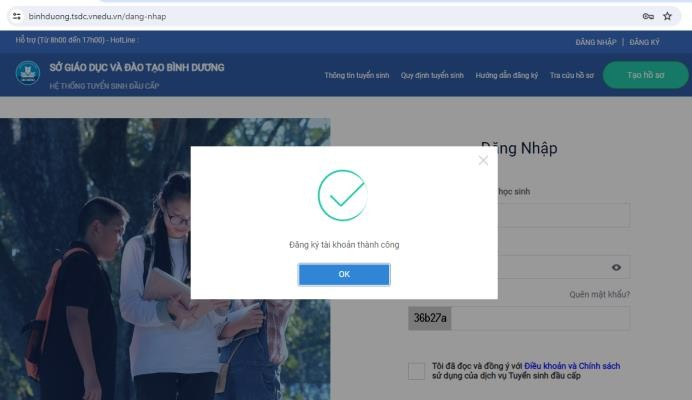 binhduong.tsdc.vnedu.vn/dang-nhap
Hỗ trợ (Từ 8h00 đến 17h00) - HotLine :
ĐĂNG NHẬP | ĐĂNG KÝ
SỞ GIÁO DỤC VÀ ĐÀO TẠO BÌNH DƯƠNG
HỆ THỐNG TUYỂN SINH ĐẦU CẤP
Thông tin tuyển sinh Quy định tuyển sinh Hướng dẫn đăng ký Tra cứu hồ sơ Tạo hồ sơ
Nhập
học sinh
Đăng ký tài khoản thành công
OK
Quên mật khẩu?
36b27a
Tôi đã đọc và đồng ý với Điều khoản và Chính sách
sử dụng của dịch vụ Tuyển sinh đầu cấp